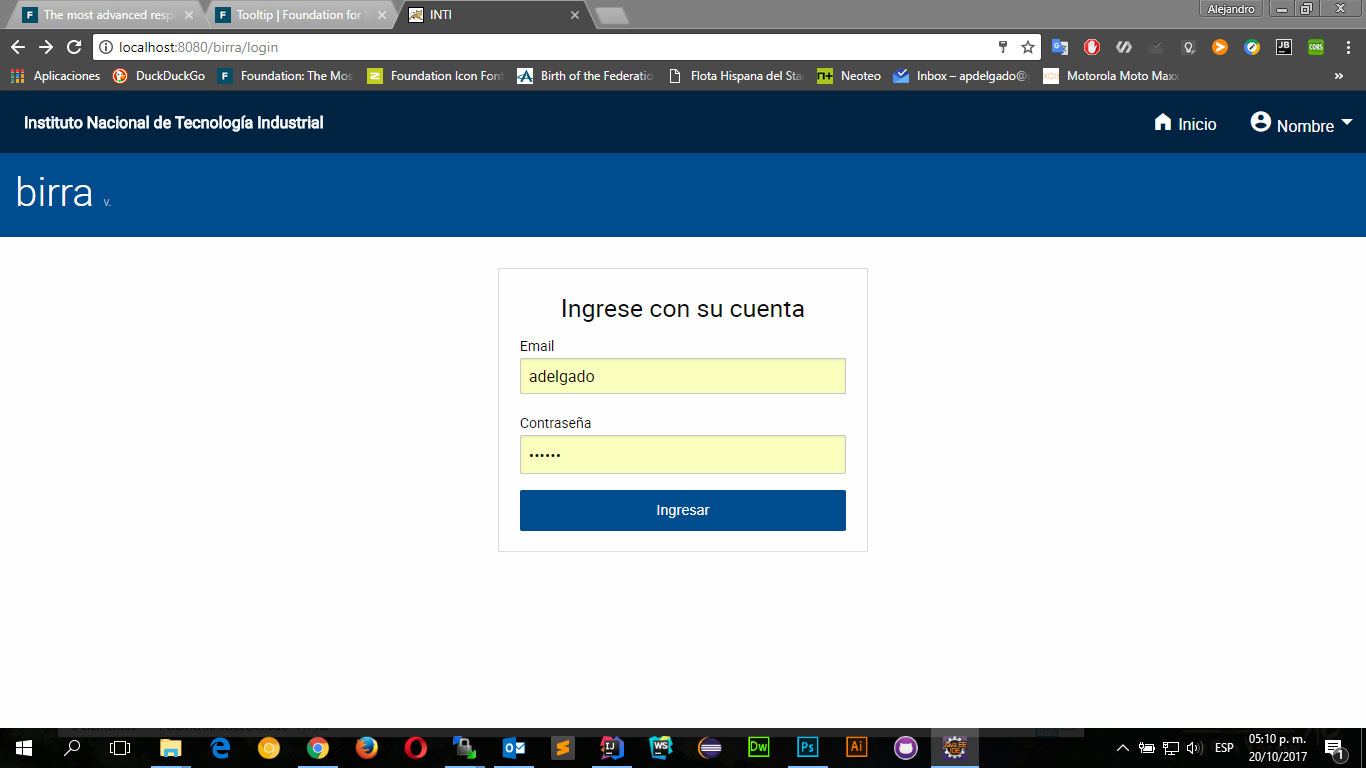 The most advanced resp
Tooltip | Foundation for S
INTI
Alejandro
localhost:8080/birra/login
Aplicaciones
DuckDuckGo
Foundation: The Mos
Foundation Icon Font
Birth of the Federatio
Flota Hispana del Sta
Neoteo
Inbox – apdelgado@
Motorola Moto Maxx
»
Instituto Nacional de Tecnología Industrial
Inicio
Nombre
birra v.
Ingrese con su cuenta
Email
adelgado
Contraseña
••••••
Ingresar
ESP
05:10 p. m.
20/10/2017
1